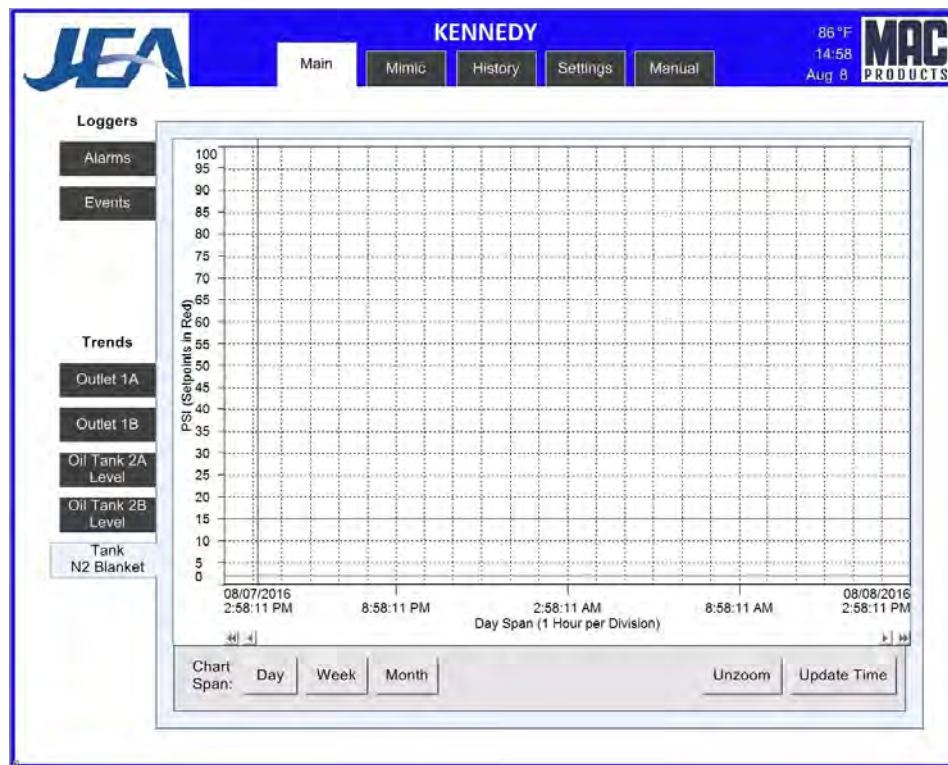 JEA
KENNEDY
Main
Mimic
History
Settings
Manual
86°F
14:58
Aug 8
MAC
PRODUCTS
Loggers
Alarms
Events
Trends
Outlet 1A
Outlet 1B
Oil Tank 2A
Level
Oil Tank 2B
Level
Tank
N2 Blanket
PSI (Setpoints in Red)
100
95
90
85
80
75
70
65
60
55
50
45
40
35
30
25
20
15
10
5
0
08/07/2016
2:58:11 PM
8:58:11 PM
2:58:11 AM
8:58:11 AM
08/08/2016
2:58:11 PM
Day Span (1 Hour per Division)
Chart
Span:
Day
Week
Month
Unzoom
Update Time